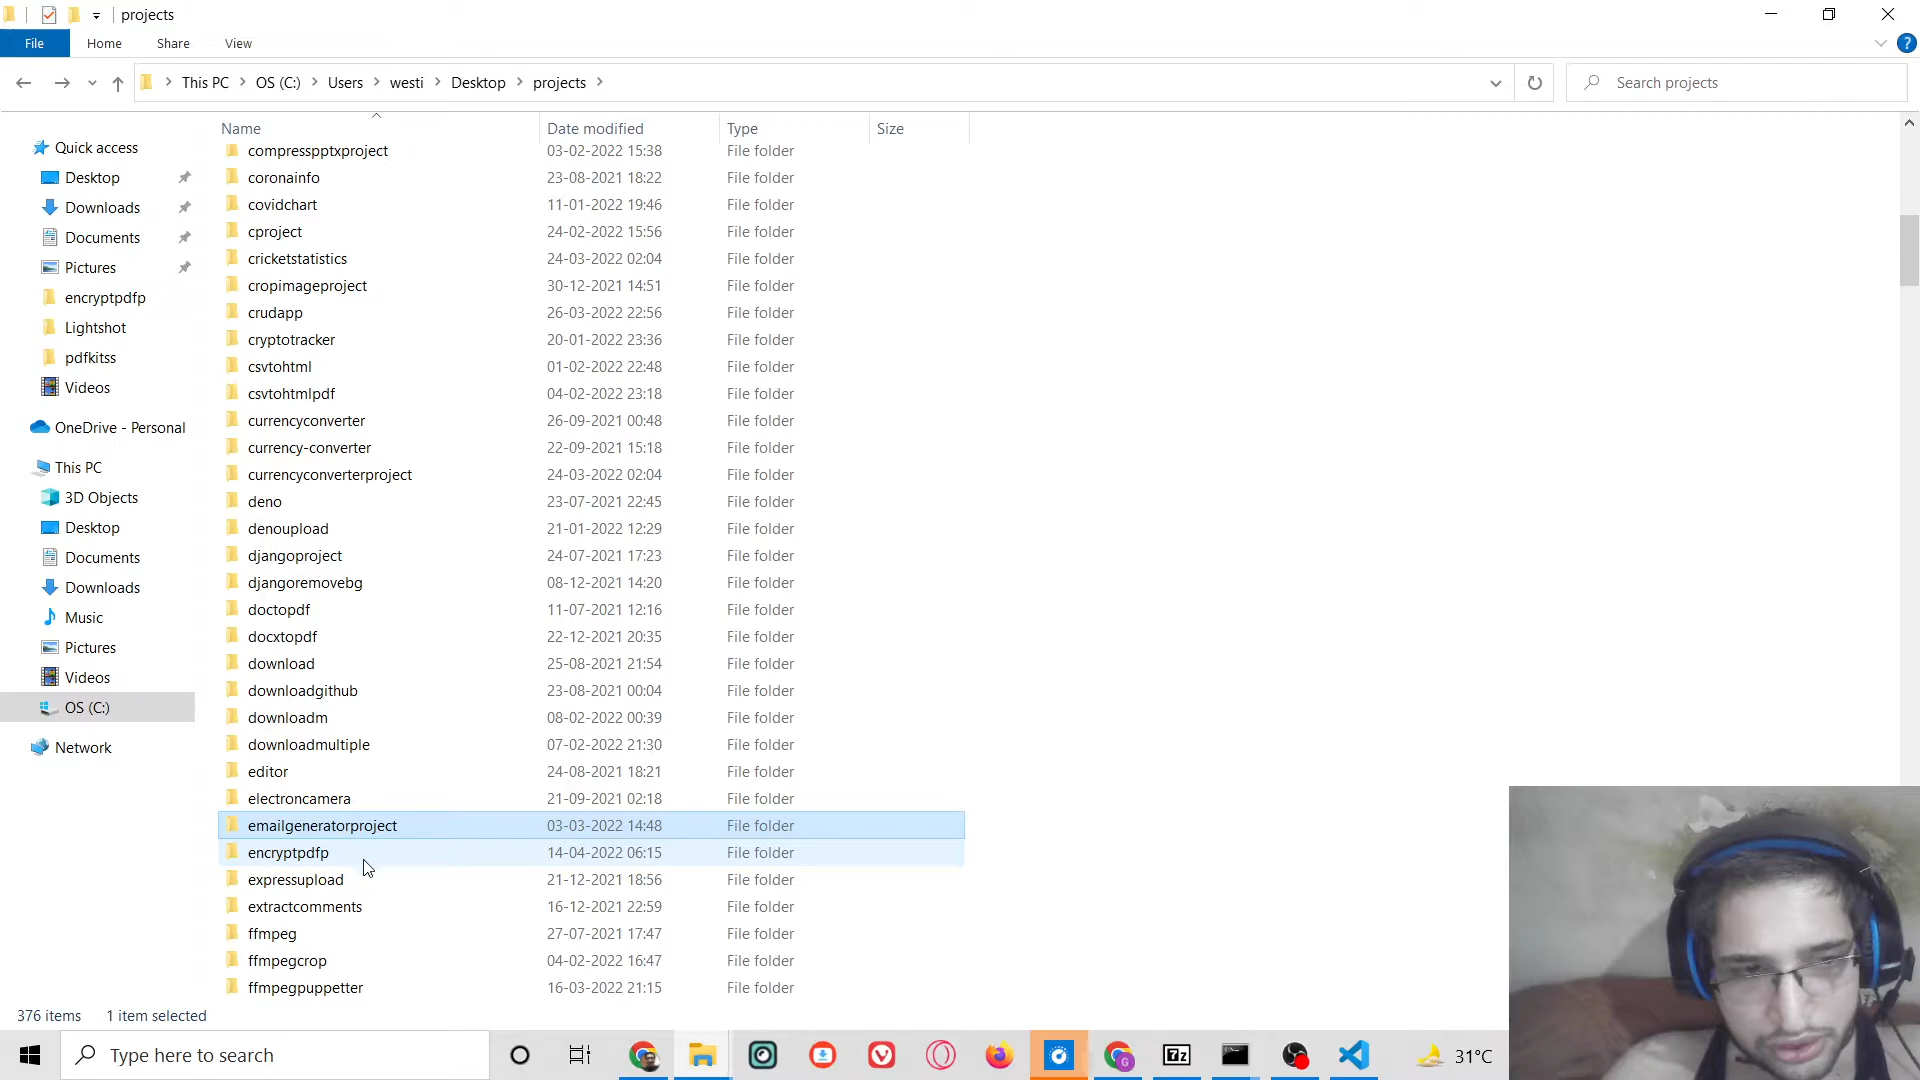 projects
File Home Share View
This PC OS (C:) Users westi Desktop projects
Search projects
Name Date modified Type Size
Quick access
Desktop
Downloads
Documents
Pictures
encryptpdfp
Lightshot
pdfkitss
Videos
OneDrive - Personal
This PC
3D Objects
Desktop
Documents
Downloads
Music
Pictures
Videos
OS (C:)
Network
compresspptxproject 03-02-2022 15:38 File folder
coronainfo 23-08-2021 18:22 File folder
covidchart 11-01-2022 19:46 File folder
cproject 24-02-2022 15:56 File folder
cricketstatistics 24-03-2022 02:04 File folder
cropimageproject 30-12-2021 14:51 File folder
crudapp 26-03-2022 22:56 File folder
cryptotracker 20-01-2022 23:36 File folder
csvtohtml 01-02-2022 22:48 File folder
csvtohtmlpdf 04-02-2022 23:18 File folder
currencyconverter 26-09-2021 00:48 File folder
currency-converter 22-09-2021 15:18 File folder
currencyconverterproject 24-03-2022 02:04 File folder
deno 23-07-2021 22:45 File folder
denoupload 21-01-2022 12:29 File folder
djangoproject 24-07-2021 17:23 File folder
djangoremovebg 08-12-2021 14:20 File folder
doctopdf 11-07-2021 12:16 File folder
docxtopdf 22-12-2021 20:35 File folder
download 25-08-2021 21:54 File folder
downloadgithub 23-08-2021 00:04 File folder
downloadm 08-02-2022 00:39 File folder
downloadmultiple 07-02-2022 21:30 File folder
editor 24-08-2021 18:21 File folder
electroncamera 21-09-2021 02:18 File folder
emailgeneratorproject 03-03-2022 14:48 File folder
encryptpdfp 14-04-2022 06:15 File folder
expressupload 21-12-2021 18:56 File folder
extractcomments 16-12-2021 22:59 File folder
ffmpeg 27-07-2021 17:47 File folder
ffmpegcrop 04-02-2022 16:47 File folder
ffmpegpuppetter 16-03-2022 21:15 File folder
376 items 1 item selected
Type here to search
31°C